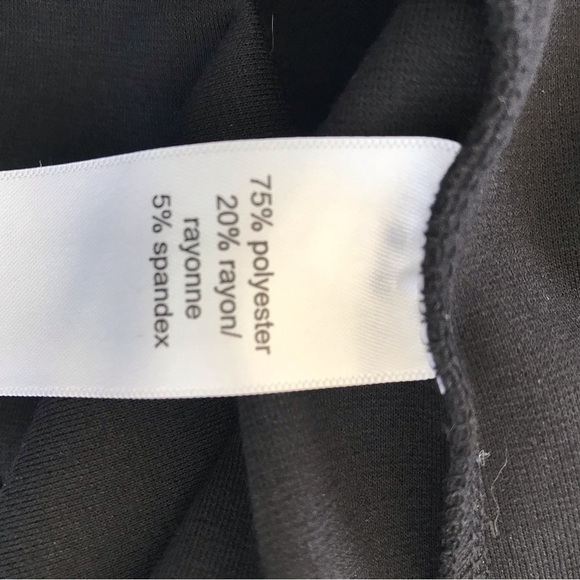 75% polyester
20% rayon/
rayonne
5% spandex